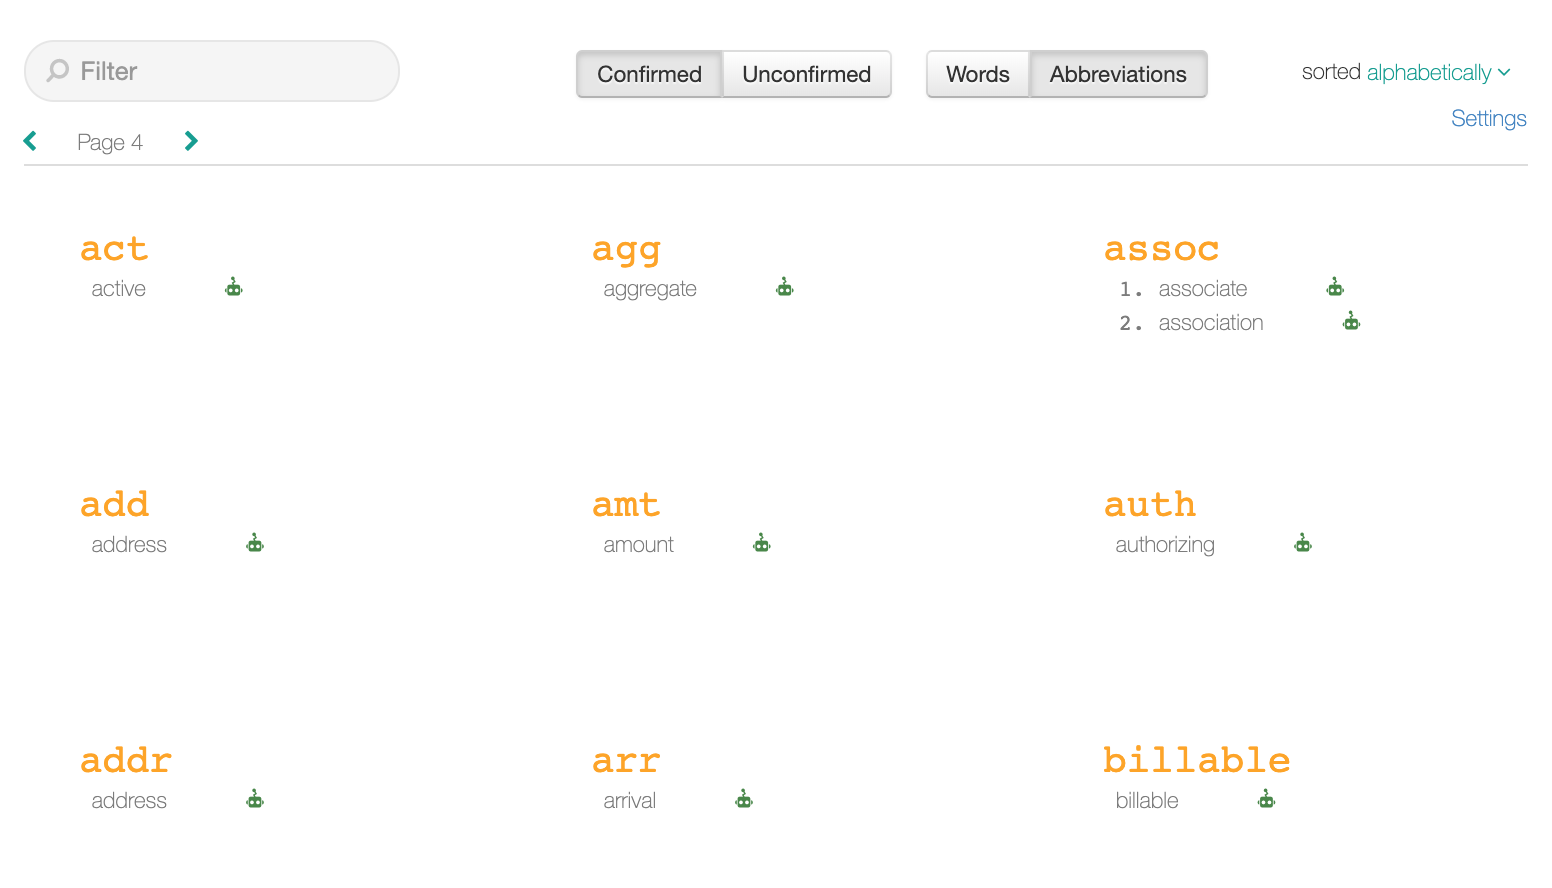 Filter
Confirmed Unconfirmed
Words Abbreviations
sorted alphabetically
Settings
Page 4
act
active
agg
aggregate
assoc
1. associate
2. association
add
address
amt
amount
auth
authorizing
addr
address
arr
arrival
billable
billable